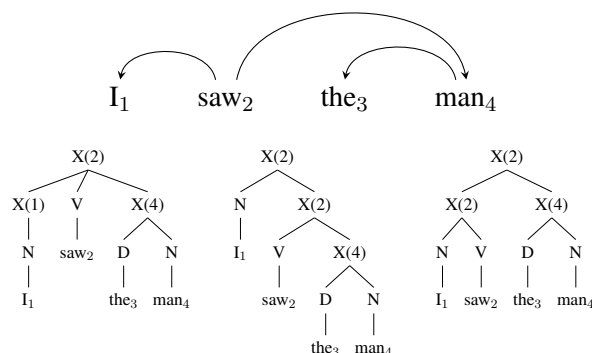 I₁ saw₂ the₃ man₄
X(2) X(2) X(2)
X(1) V X(4) N X(2) X(2) X(4)
N saw₂ D N I₁ V X(4) N V D N
I₁ the₃ man₄ saw₂ D N I₁ saw₂ the₃ man₄
the₃ man₄